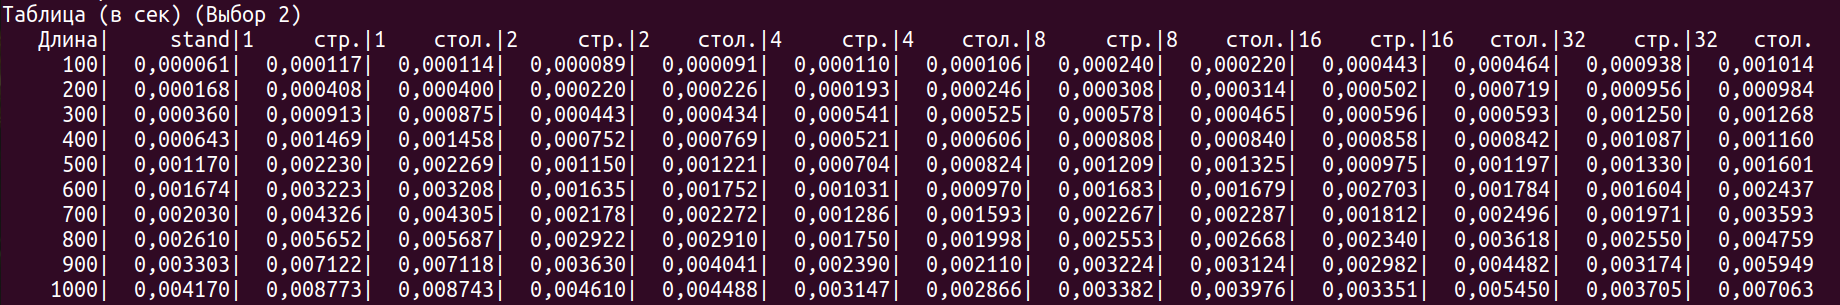 Таблица (в сек) (Выбор 2)
Длина| stand|1 стр.|1 стол.|2 стр.|2 стол.|4 стр.|4 стол.|8 стр.|8 стол.|16 стр.|16 стол.|32 стр.|32 стол.
100| 0,000061| 0,000117| 0,000114| 0,000089| 0,000091| 0,000110| 0,000106| 0,000240| 0,000220| 0,000443| 0,000464| 0,000938| 0,001014
200| 0,000168| 0,000408| 0,000400| 0,000220| 0,000226| 0,000193| 0,000246| 0,000308| 0,000314| 0,000502| 0,000719| 0,000956| 0,000984
300| 0,000360| 0,000913| 0,000875| 0,000443| 0,000434| 0,000541| 0,000525| 0,000578| 0,000465| 0,000596| 0,000593| 0,001250| 0,001268
400| 0,000643| 0,001469| 0,001458| 0,000752| 0,000769| 0,000521| 0,000606| 0,000808| 0,000840| 0,000858| 0,000842| 0,001087| 0,001160
500| 0,001170| 0,002230| 0,002269| 0,001150| 0,001221| 0,000704| 0,000824| 0,001209| 0,001325| 0,000975| 0,001197| 0,001330| 0,001601
600| 0,001674| 0,003223| 0,003208| 0,001635| 0,001752| 0,001031| 0,000970| 0,001683| 0,001679| 0,002703| 0,001784| 0,001604| 0,002437
700| 0,002030| 0,004326| 0,004305| 0,002178| 0,002272| 0,001286| 0,001593| 0,002267| 0,002287| 0,001812| 0,002496| 0,001971| 0,003593
800| 0,002610| 0,005652| 0,005687| 0,002922| 0,002910| 0,001750| 0,001998| 0,002553| 0,002668| 0,002340| 0,003618| 0,002550| 0,004759
900| 0,003303| 0,007122| 0,007118| 0,003630| 0,004041| 0,002390| 0,002110| 0,003224| 0,003124| 0,002982| 0,004482| 0,003174| 0,005949
1000| 0,004170| 0,008773| 0,008743| 0,004610| 0,004488| 0,003147| 0,002866| 0,003382| 0,003976| 0,003351| 0,005450| 0,003705| 0,007063